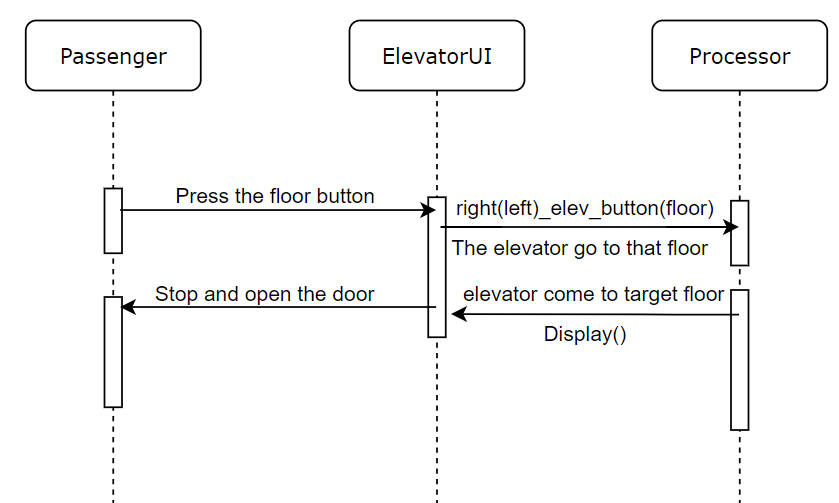 Passenger
ElevatorUI
Processor
Press the floor button
right(left)_elev_button(floor)
The elevator go to that floor
Stop and open the door
elevator come to target floor
Display()